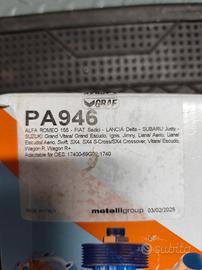 GRAF
PA946
ALFA ROMEO 155 - FIAT Sedici - LANCIA Delta - SUBARU Justy -
SUZUKI Grand Vitara/ Grand Escudo, Ignis, Jimny, Liana/ Aerio, Liana/
Escudo/ Aerio, Swift, SX4, SX4 S-Cross/SX4 Crossover, Vitara/ Escudo,
Wagon R, Wagon R+
Adaptable for OES: 17400-69G00, 1740
metelligroup
03/02/2025
subito